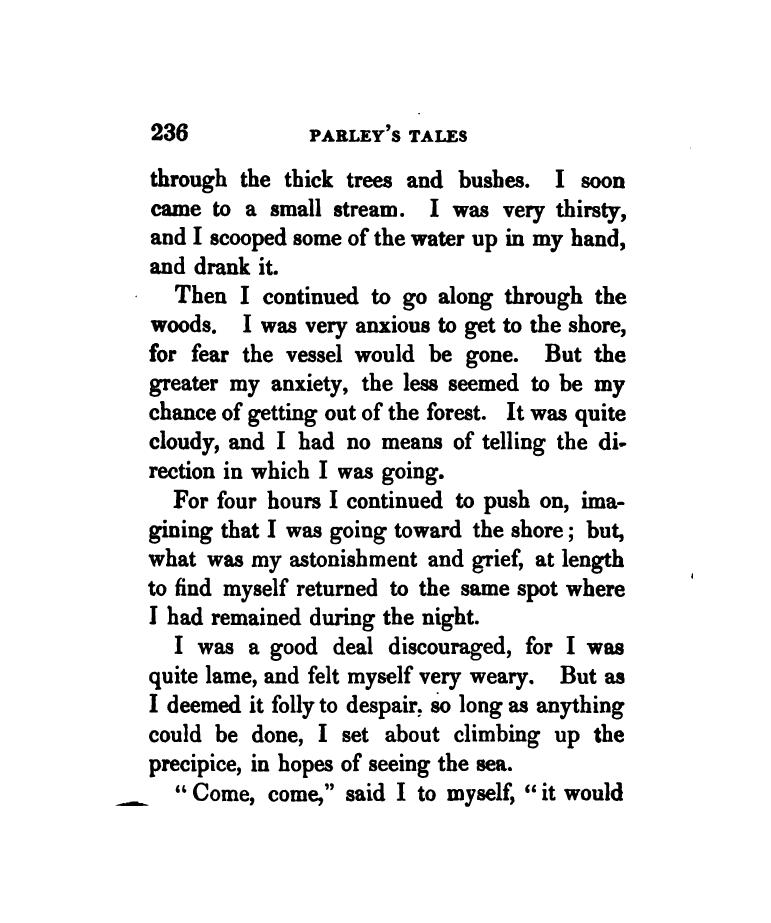 236 PARLEY'S TALES
through the thick trees and bushes. I soon
came to a small stream. I was very thirsty,
and I scooped some of the water up in my hand,
and drank it.
Then I continued to go along through the
woods. I was very anxious to get to the shore,
for fear the vessel would be gone. But the
greater my anxiety, the less seemed to be my
chance of getting out of the forest. It was quite
cloudy, and I had no means of telling the di-
rection in which I was going.
For four hours I continued to push on, ima-
gining that I was going toward the shore; but,
what was my astonishment and grief, at length
to find myself returned to the same spot where
I had remained during the night.
I was a good deal discouraged, for I was
quite lame, and felt myself very weary. But as
I deemed it folly to despair, so long as anything
could be done, I set about climbing up the
precipice, in hopes of seeing the sea.
"Come, come," said I to myself, "it would